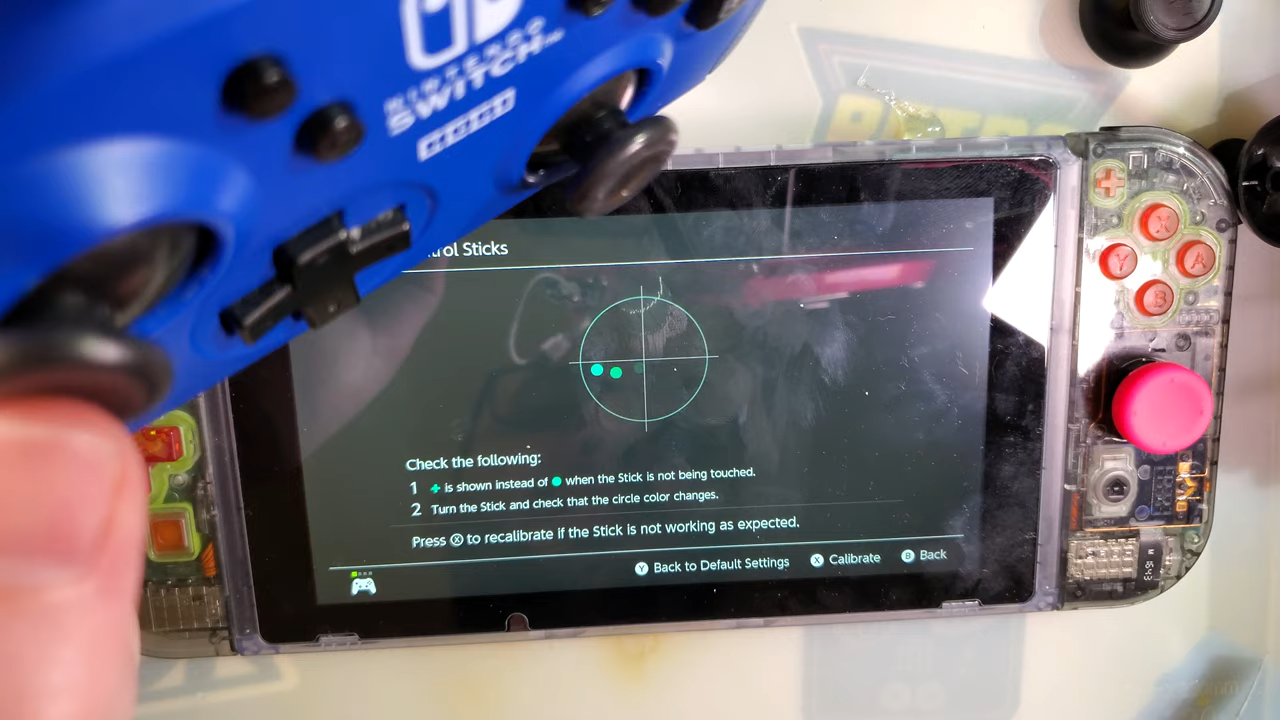 NINTENDO
SWITCH
trol Sticks
Check the following:
1 + is shown instead of ● when the Stick is not being touched.
2 Turn the Stick and check that the circle color changes.
Press Ⓧ to recalibrate if the Stick is not working as expected.
Ⓨ Back to Default Settings Ⓧ Calibrate Ⓑ Back
X
Y
A
B